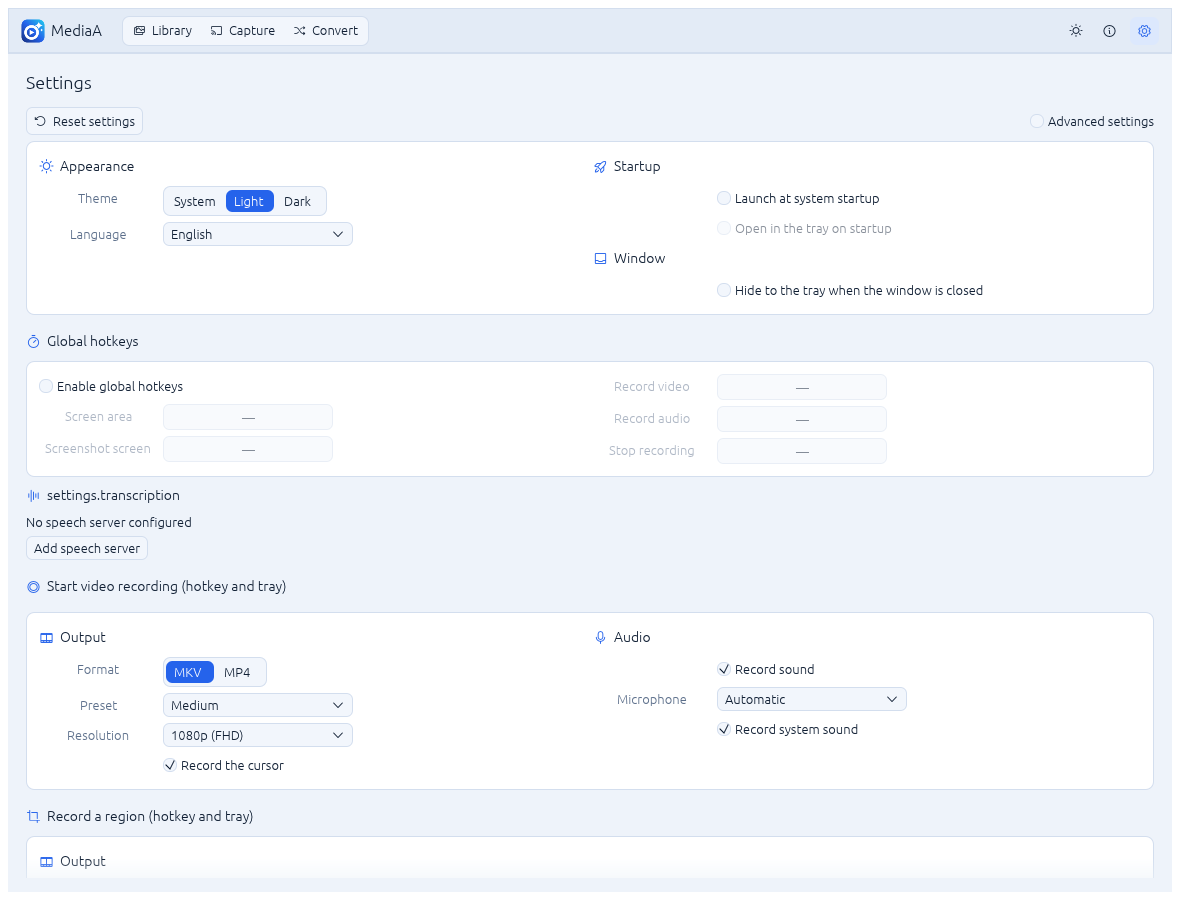 MediaA
Library
Capture
Convert
Settings
Reset settings
Advanced settings
Appearance
Theme
System
Light
Dark
Language
English
Startup
Launch at system startup
Open in the tray on startup
Window
Hide to the tray when the window is closed
Global hotkeys
Enable global hotkeys
Screen area
—
Screenshot screen
—
Record video
—
Record audio
—
Stop recording
—
settings.transcription
No speech server configured
Add speech server
Start video recording (hotkey and tray)
Output
Format
MKV
MP4
Preset
Medium
Resolution
1080p (FHD)
Record the cursor
Audio
Record sound
Microphone
Automatic
Record system sound
Record a region (hotkey and tray)
Output